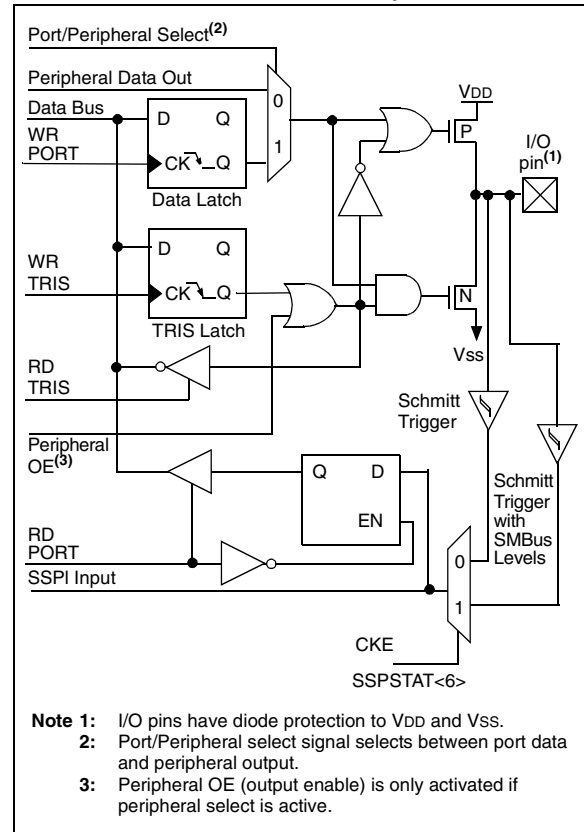 Port/Peripheral Select(2)
Peripheral Data Out
Data Bus
WR
PORT
D Q
CK Q
Data Latch
0
1
VDD
P
I/O
pin(1)
WR
TRIS
D Q
CK Q
TRIS Latch
N
VSS
RD
TRIS
Schmitt
Trigger
Peripheral
OE(3)
Q D
EN
Schmitt
Trigger
with
SMBus
Levels
RD
PORT
SSPI Input
0
1
CKE
SSPSTAT<6>
Note 1: I/O pins have diode protection to VDD and VSS.
2: Port/Peripheral select signal selects between port data
and peripheral output.
3: Peripheral OE (output enable) is only activated if
peripheral select is active.